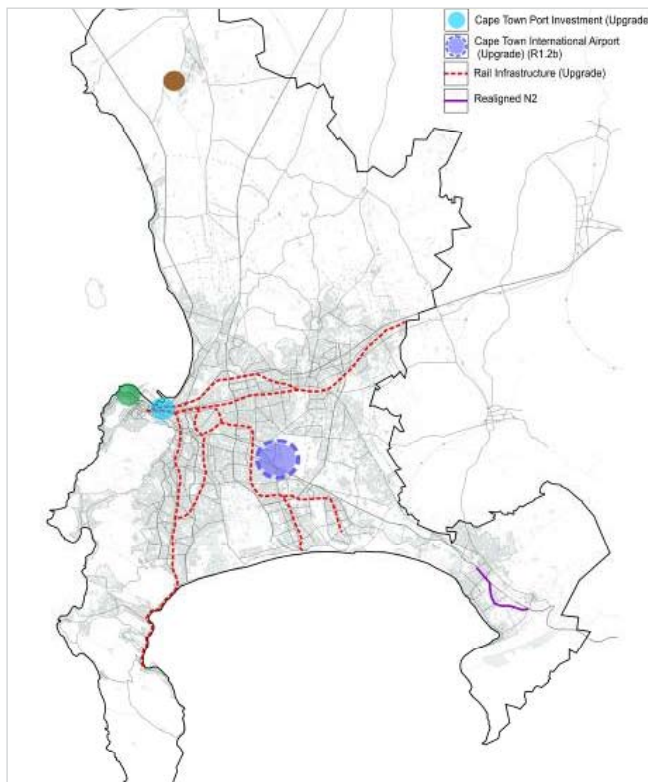 Cape Town Port Investment (Upgrade
Cape Town International Airport
(Upgrade) (R1.2b)
Rail Infrastructure (Upgrade)
Realigned N2